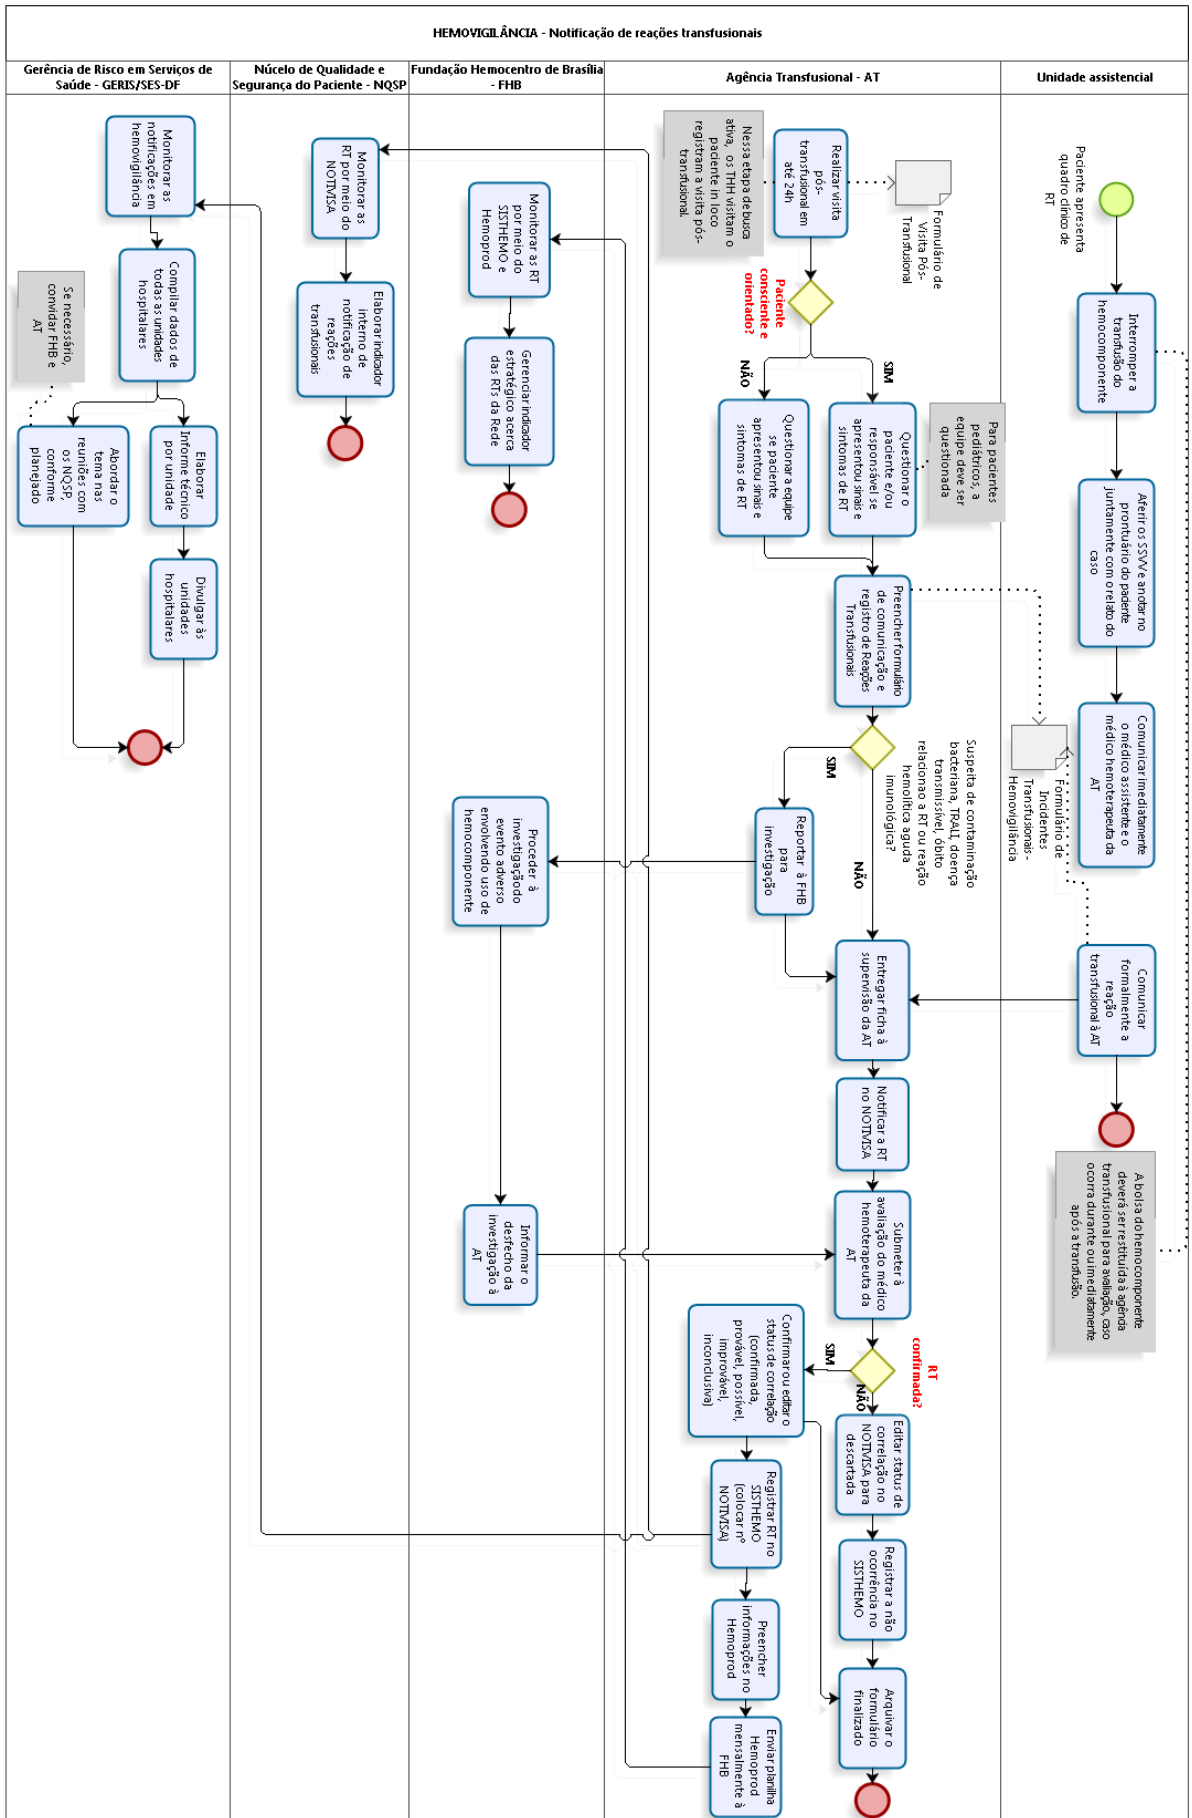 HEMOVIGILÂNCIA - Notificação de reações transfusionais
Gerência de Risco em Serviços de
Saúde - GERIS/SES-DF
Núcelo de Qualidade e
Segurança do Paciente - NQSP
Fundação Hemocentro de Brasília
- FHB
Agência Transfusional - AT
Unidade assistencial
Paciente apresenta
quadro clínico de
RT
Interromper a
transfusão do
hemocomponente
Aferir os SSVV e anotar no
prontuário do paciente
juntamente com o relato do
caso
Comunicar imediatamente
o médico assistente e o
médico hemoterapeuta da
AT
Comunicar
formalmente a
reação
transfusional à AT
A bolsa do hemocomponente
deverá ser restituída à agência
transfusional para avaliação, caso
ocorra durante ou imediatamente
após a transfusão.
Formulário de
Incidentes
Transfusionais -
Hemovigilância
Formulário de
Visita Pós-
Transfusional
Realizar visita
pós-
transfusional em
até 24h
Nessa etapa de busca
ativa, os THH visitam o
paciente in loco
registram a visita pós-
transfusional.
Paciente
consciente e
orientado?
SIM
NÃO
Para pacientes
pediátricos, a
equipe deve ser
questionada
Questionar o
paciente e/ou
responsável se
apresentou sinais e
sintomas de RT
Questionar a equipe
se paciente
apresentou sinais e
sintomas de RT
Preencher formulário
de comunicação e
registro de Reações
Transfusionais
Suspeita de contaminação
bacteriana, TRALI, doença
transmissível, óbito
relacionao a RT ou reação
hemolítica aguda
imunológica?
SIM
NÃO
Reportar à FHB
para
investigação
Entregar ficha à
supervisão da AT
Notificar a RT
no NOTIVISA
Submeter à
avaliação do médico
hemoterapeuta da
AT
RT
confirmada?
SIM
NÃO
Confirmar ou editar o
status de correlação
(confirmada,
provável, possível,
improvável,
inconclusiva)
Editar status de
correlação no
NOTIVISA para
descartada
Registrar RT no
SISTHEMO
(colocar nº
NOTIVISA)
Registrar a não
ocorrência no
SISTHEMO
Preencher
informações no
Hemoprod
Arquivar o
formulário
finalizado
Enviar planilha
Hemoprod
mensalmente à
FHB
Monitorar as RT
por meio do
SISTHEMO e
Hemoprod
Gerenciar indicador
estratégico acerca
das RTs da Rede
Proceder à
investigaçãodo
evento adverso
envolvendo uso de
hemocomponente
Informar o
desfecho da
investigação à
AT
Monitorar as
RT por meio do
NOTIVISA
Elaborar indicador
interno de
notificação de
reações
transfusionais
Monitorar as
notificações em
hemovigilância
Compilar dados de
todas as unidades
hospitalares
Se necessário,
convidar FHB e
AT
Elaborar
Informe técnico
por unidade
Abordar o
tema nas
reuniões com
os NQSP,
conforme
planejado
Divulgar às
unidades
hospitalares